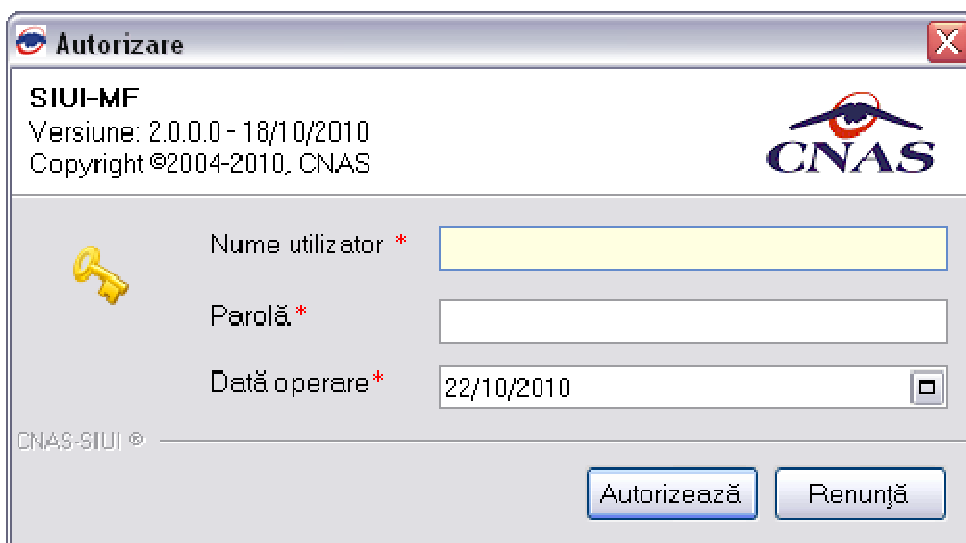 Autorizare
SIUI-MF
Versiune: 2.0.0.0 - 18/10/2010
Copyright ©2004-2010, CNAS
CNAS
Nume utilizator *
Parolă *
Dată operare*
22/10/2010
CNAS-SIUI ®
Autorizează
Renunţă